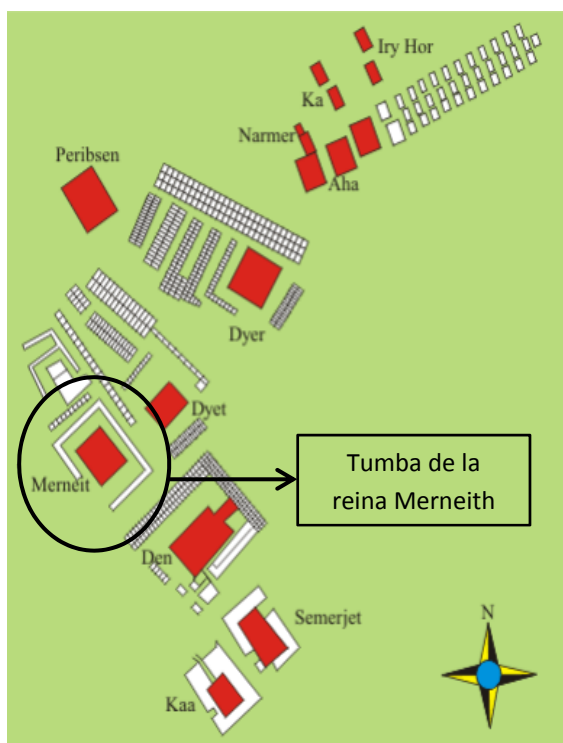 Iry Hor
Ka
Narmer
Aha
Peribsen
Dyer
Dyet
Merneit
Tumba de la
reina Merneith
Den
Semerjet
Kaa
N